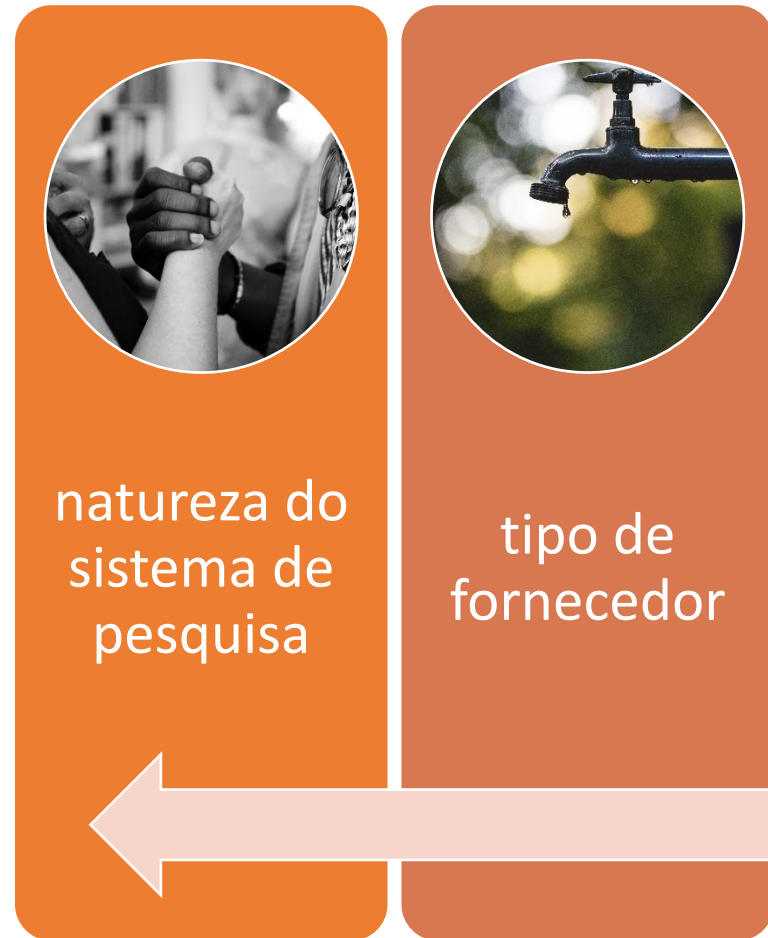 natureza do
sistema de
pesquisa
tipo de
fornecedor